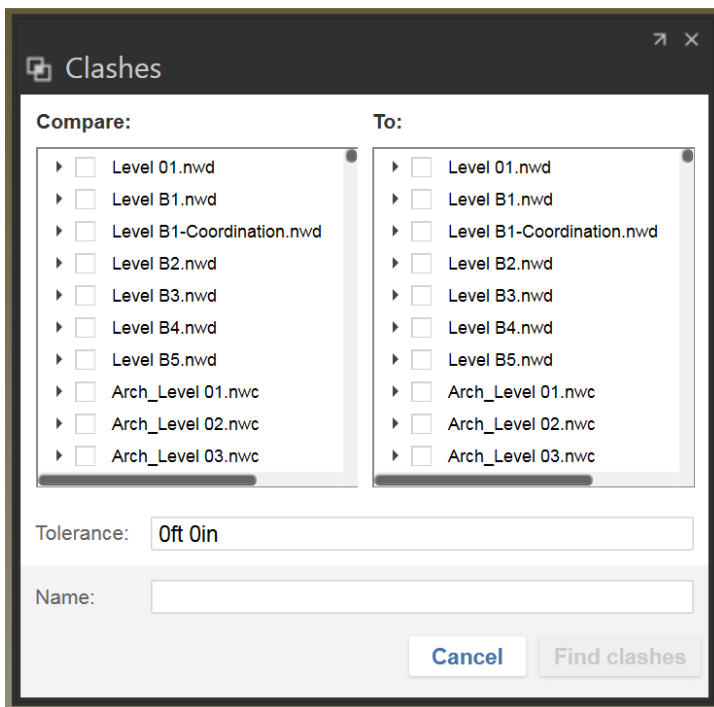 Clashes
Compare:
To:
Level 01.nwd
Level B1.nwd
Level B1-Coordination.nwd
Level B2.nwd
Level B3.nwd
Level B4.nwd
Level B5.nwd
Arch_Level 01.nwc
Arch_Level 02.nwc
Arch_Level 03.nwc
Level 01.nwd
Level B1.nwd
Level B1-Coordination.nwd
Level B2.nwd
Level B3.nwd
Level B4.nwd
Level B5.nwd
Arch_Level 01.nwc
Arch_Level 02.nwc
Arch_Level 03.nwc
Tolerance: 0ft 0in
Name:
Cancel Find clashes